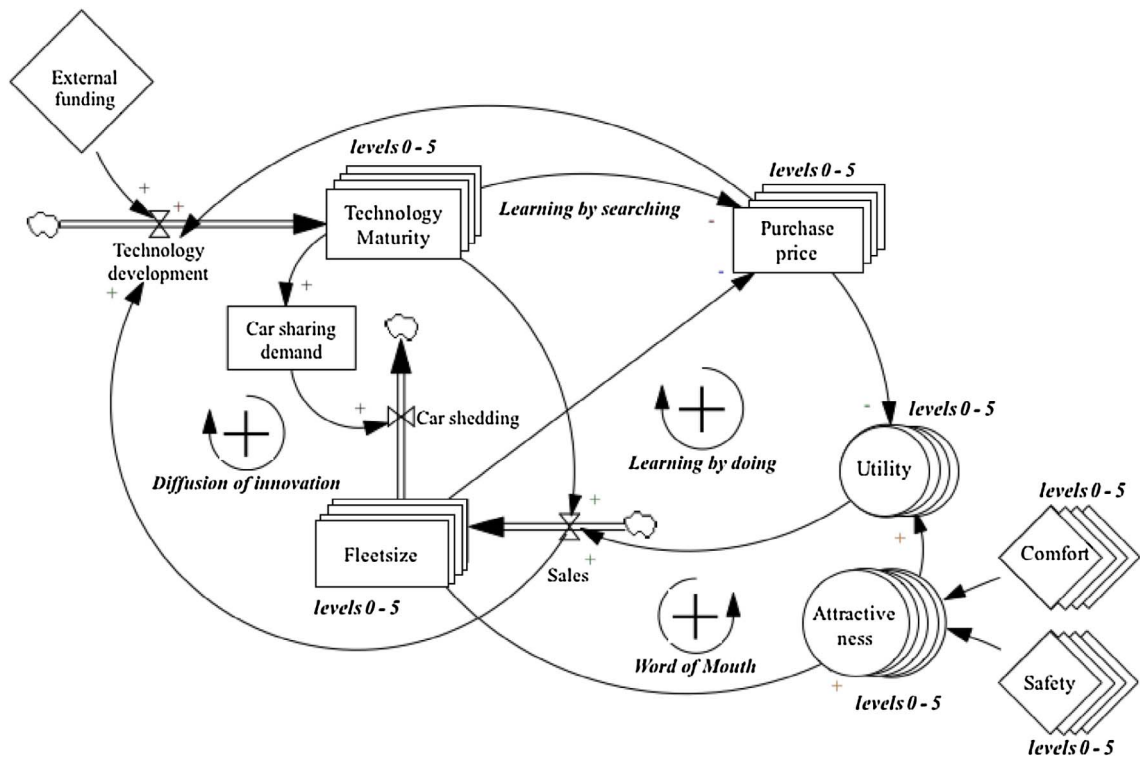 External
funding
levels 0 - 5
levels 0 - 5
+
+
Technology
Maturity
Learning by searching
-
Purchase
price
Technology
development
-
+
+
Car sharing
demand
+
Car shedding
-
levels 0 - 5
Diffusion of innovation
Learning by doing
Utility
levels 0 - 5
+
+
Fleetsize
Sales
+
Comfort
levels 0 - 5
Attractive
ness
Word of Mouth
+
levels 0 - 5
Safety
levels 0 - 5